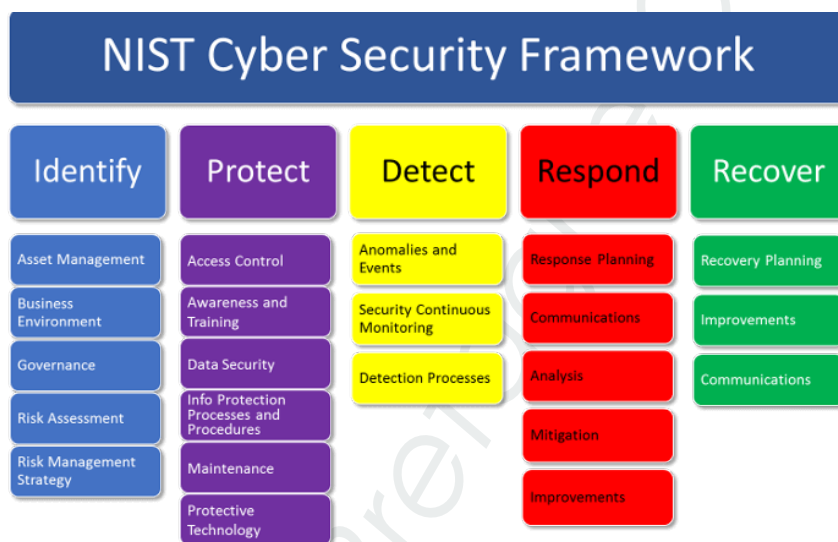 NIST Cyber Security Framework
Identify
Asset Management
Business
Environment
Governance
Risk Assessment
Risk Management
Strategy
Protect
Access Control
Awareness and
Training
Data Security
Info Protection
Processes and
Procedures
Maintenance
Protective
Technology
Detect
Anomalies and
Events
Security Continuous
Monitoring
Detection Processes
Respond
Response Planning
Communications
Analysis
Mitigation
Improvements
Recover
Recovery Planning
Improvements
Communications